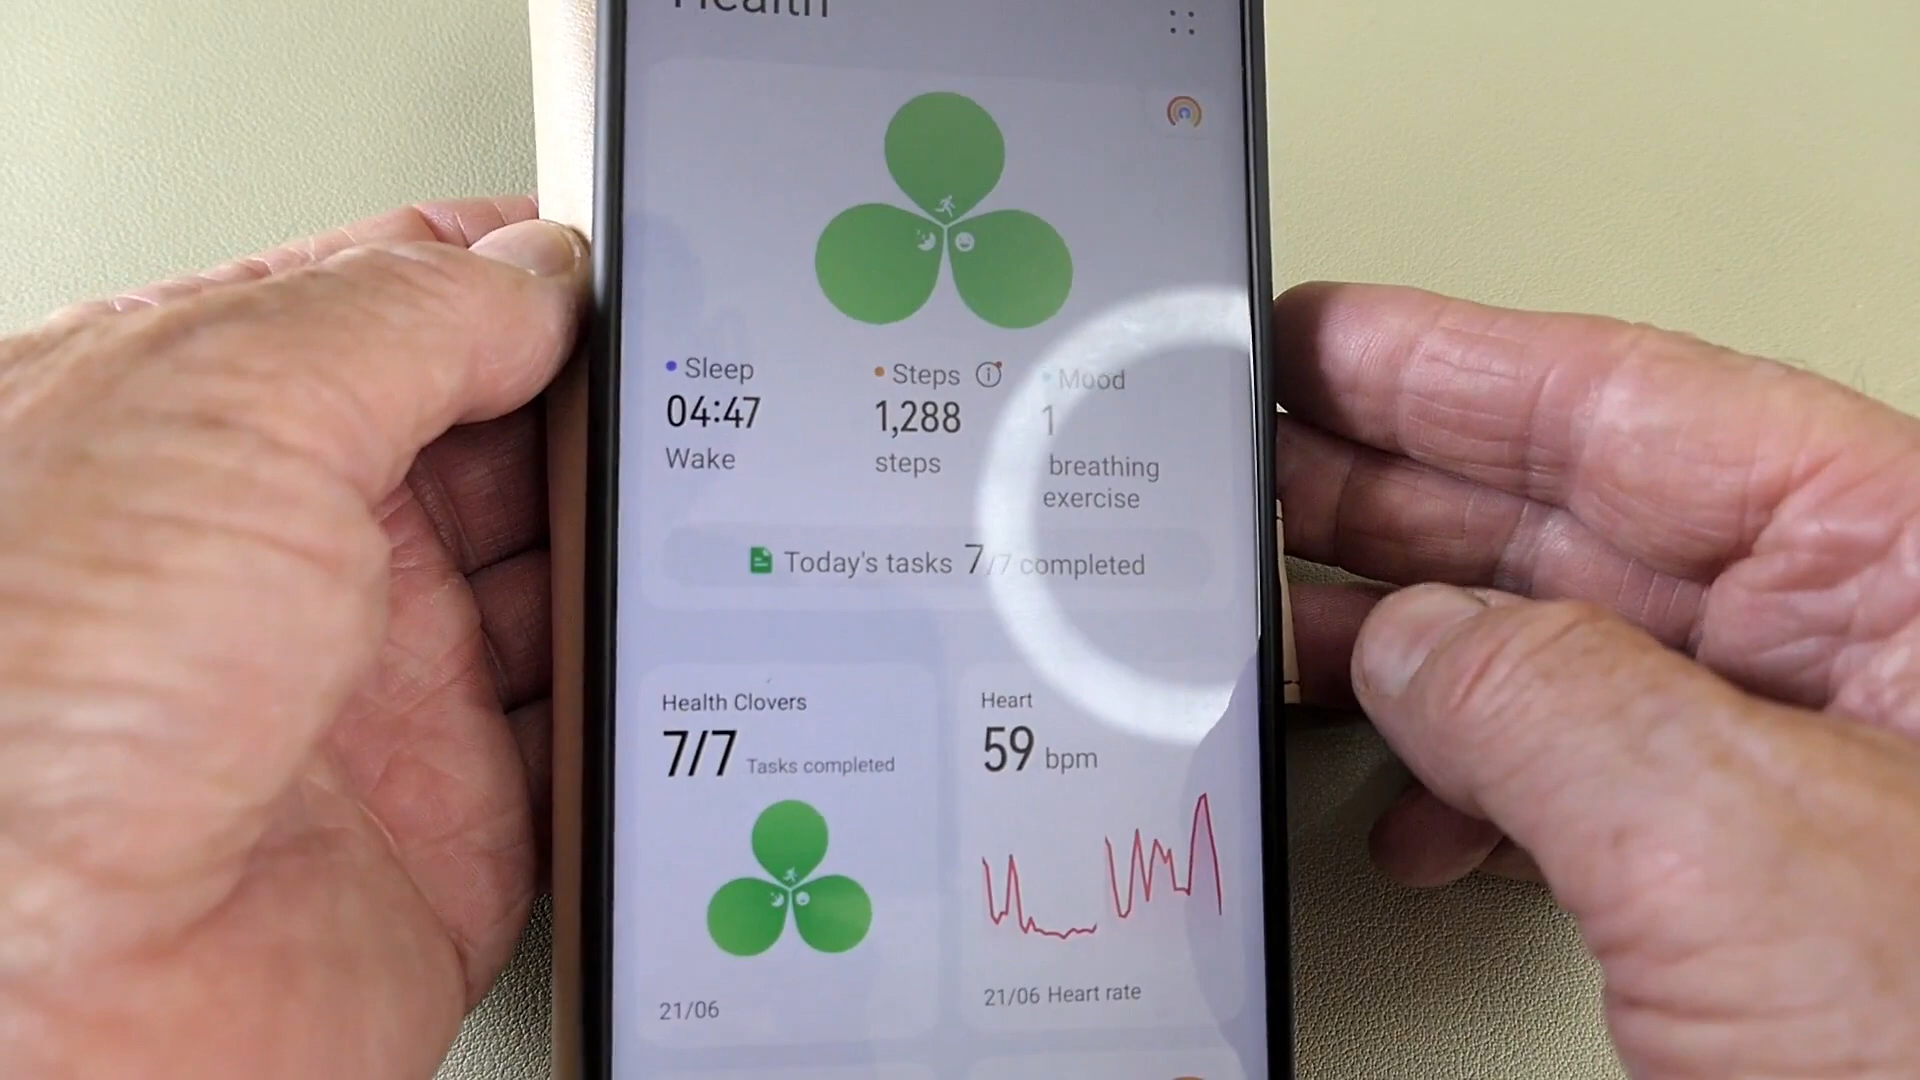 Health
Sleep
04:47
Wake
Steps
1,288
steps
Mood
1
breathing
exercise
Today's tasks 7/7 completed
Health Clovers
7/7 Tasks completed
21/06
Heart
59 bpm
21/06 Heart rate